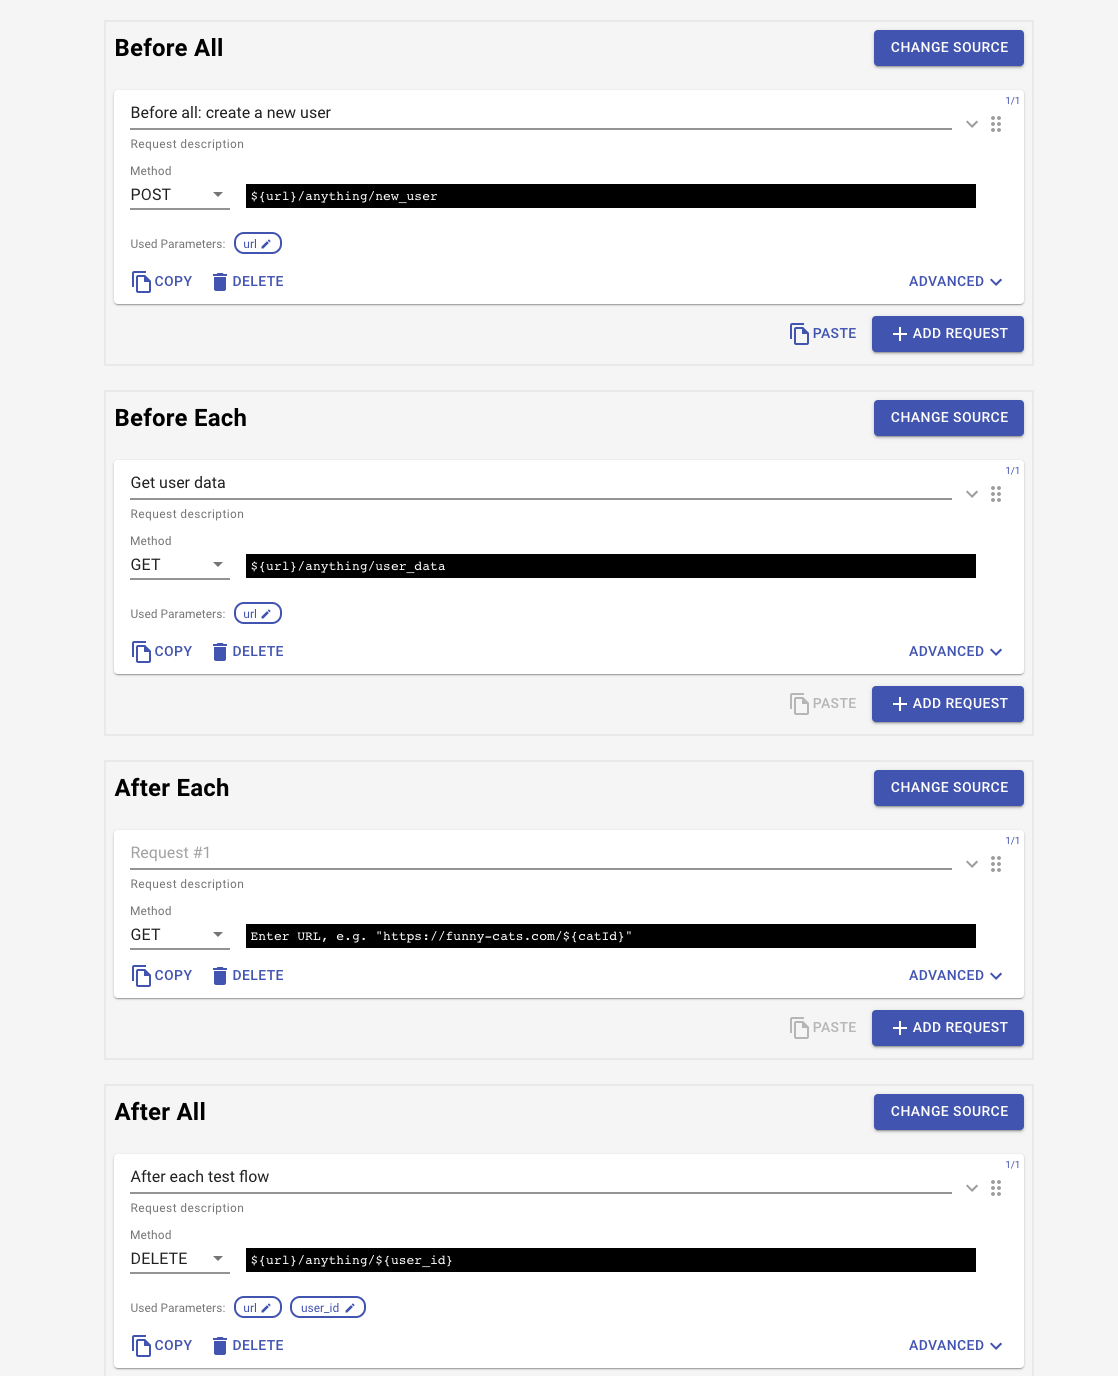 Before All
CHANGE SOURCE
1/1
Before all: create a new user
Request description
Method
POST
${url}/anything/new_user
Used Parameters: url
COPY DELETE ADVANCED
PASTE ADD REQUEST
Before Each
CHANGE SOURCE
1/1
Get user data
Request description
Method
GET
${url}/anything/user_data
Used Parameters: url
COPY DELETE ADVANCED
PASTE ADD REQUEST
After Each
CHANGE SOURCE
1/1
Request #1
Request description
Method
GET
Enter URL, e.g. "https://funny-cats.com/${catId}"
COPY DELETE ADVANCED
PASTE ADD REQUEST
After All
CHANGE SOURCE
1/1
After each test flow
Request description
Method
DELETE
${url}/anything/${user_id}
Used Parameters: url user_id
COPY DELETE ADVANCED